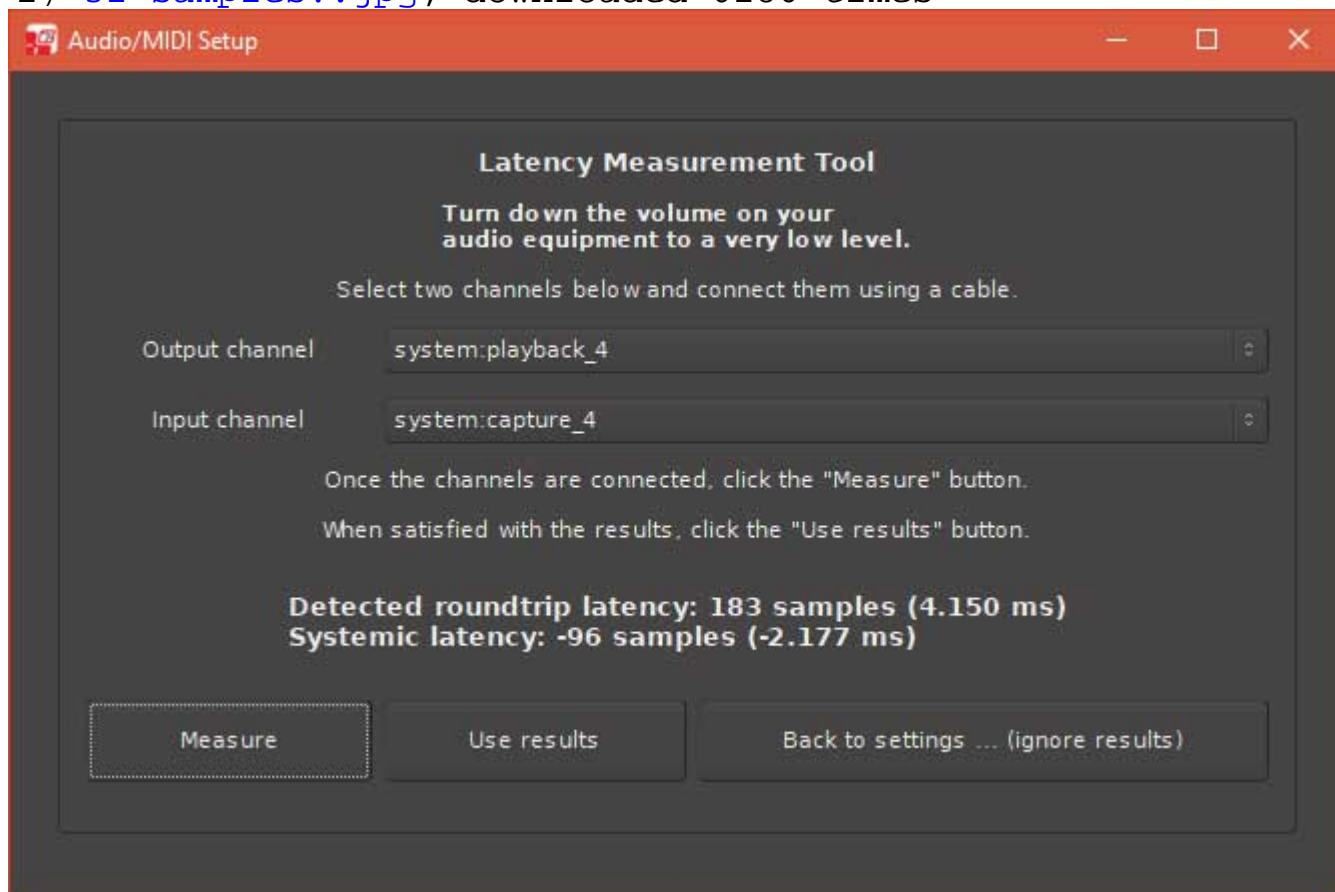 Audio/MIDI Setup
Latency Measurement Tool
Turn down the volume on your
audio equipment to a very low level.
Select two channels below and connect them using a cable.
Output channel system:playback_4
Input channel system:capture_4
Once the channels are connected, click the "Measure" button.
When satisfied with the results, click the "Use results" button.
Detected roundtrip latency: 183 samples (4.150 ms)
Systemic latency: -96 samples (-2.177 ms)
Measure Use results Back to settings ... (ignore results)